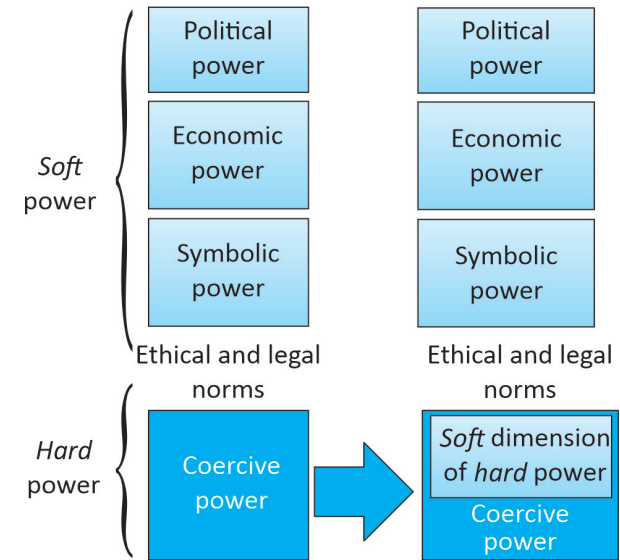 Soft
power
Hard
power
Political
power
Economic
power
Symbolic
power
Ethical and legal
norms
Coercive
power
Political
power
Economic
power
Symbolic
power
Ethical and legal
norms
Soft dimension
of hard power
Coercive
power